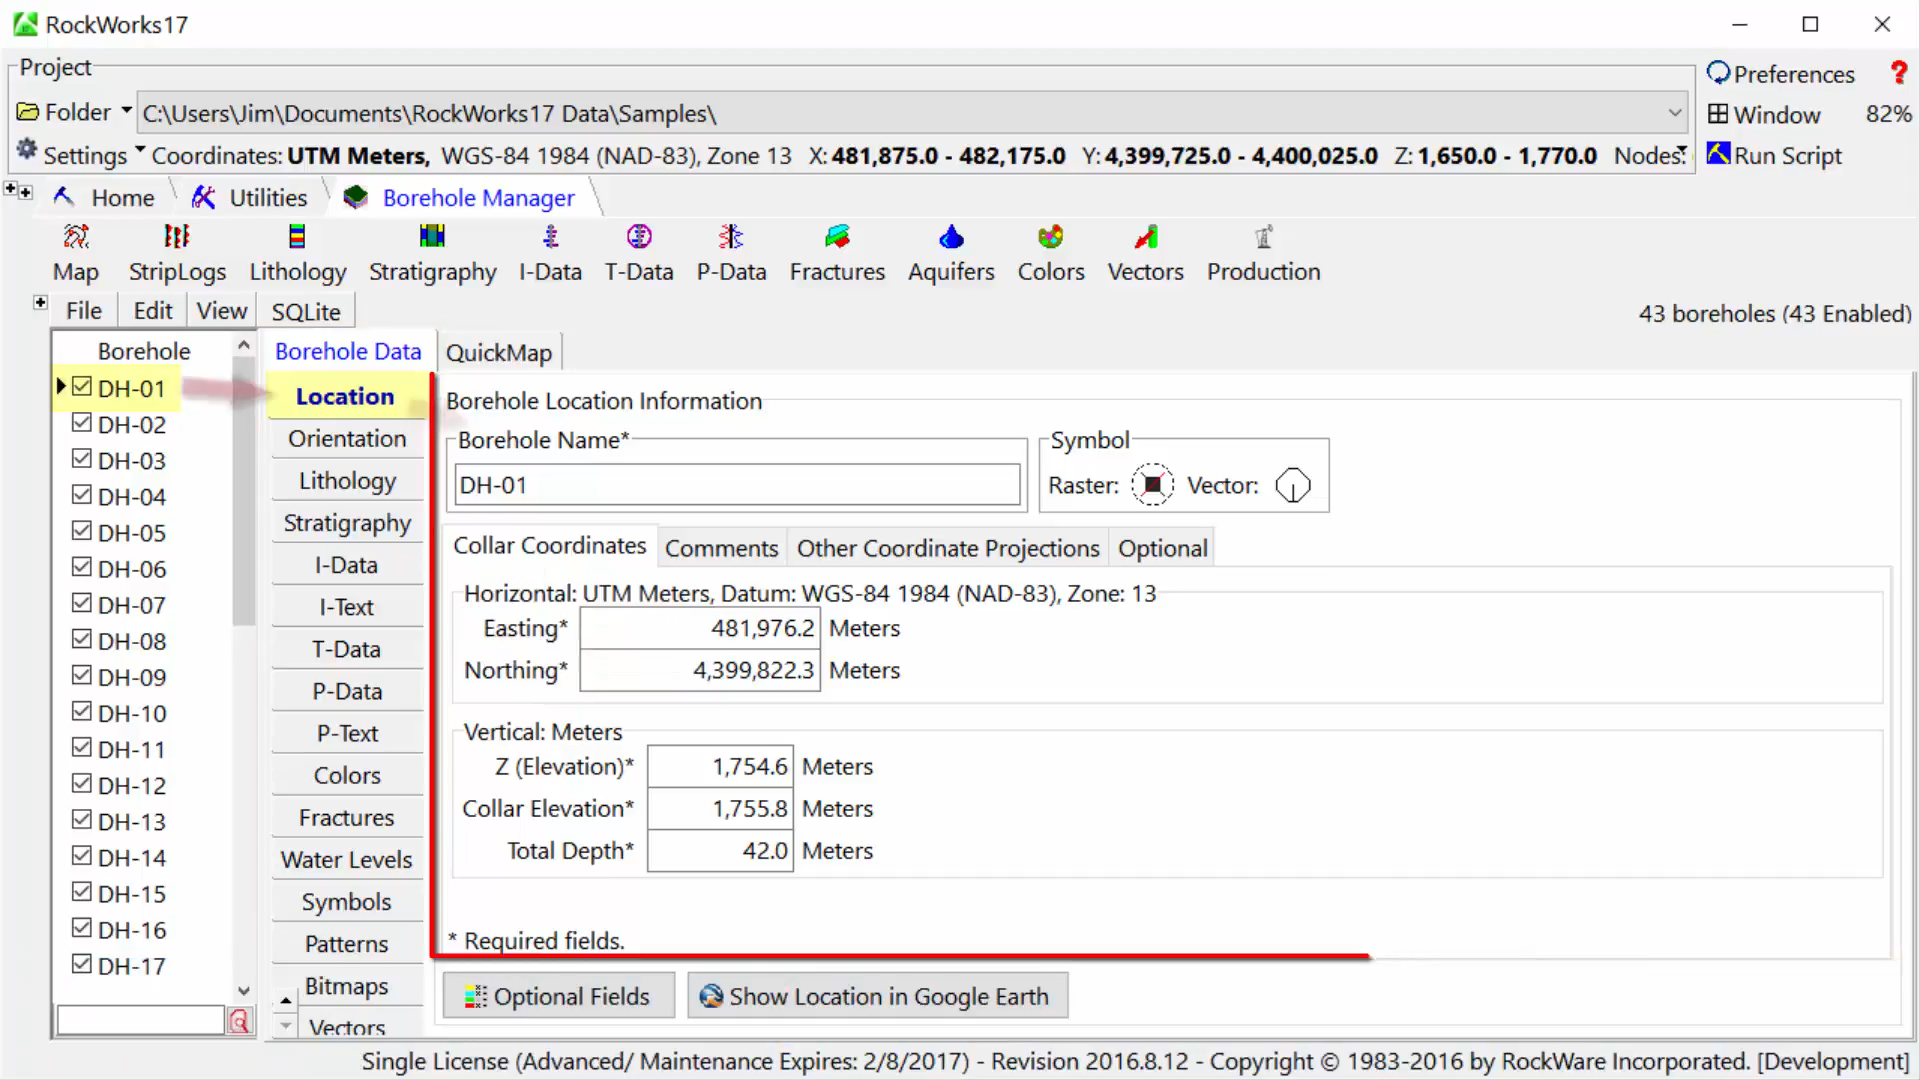 RockWorks17
Project
Preferences ?
Folder C:\Users\Jim\Documents\RockWorks17 Data\Samples\
Window 82%
Settings Coordinates: UTM Meters, WGS-84 1984 (NAD-83), Zone 13 X: 481,875.0 - 482,175.0 Y: 4,399,725.0 - 4,400,025.0 Z: 1,650.0 - 1,770.0 Nodes:
Run Script
Home Utilities Borehole Manager
Map StripLogs Lithology Stratigraphy I-Data T-Data P-Data Fractures Aquifers Colors Vectors Production
File Edit View SQLite
43 boreholes (43 Enabled)
Borehole
DH-01
DH-02
DH-03
DH-04
DH-05
DH-06
DH-07
DH-08
DH-09
DH-10
DH-11
DH-12
DH-13
DH-14
DH-15
DH-16
DH-17
Borehole Data QuickMap
Location
Orientation
Lithology
Stratigraphy
I-Data
I-Text
T-Data
P-Data
P-Text
Colors
Fractures
Water Levels
Symbols
Patterns
Bitmaps
Vectors
Borehole Location Information
Borehole Name*
DH-01
Symbol
Raster: Vector:
Collar Coordinates Comments Other Coordinate Projections Optional
Horizontal: UTM Meters, Datum: WGS-84 1984 (NAD-83), Zone: 13
Easting* 481,976.2 Meters
Northing* 4,399,822.3 Meters
Vertical: Meters
Z (Elevation)* 1,754.6 Meters
Collar Elevation* 1,755.8 Meters
Total Depth* 42.0 Meters
* Required fields.
Optional Fields Show Location in Google Earth
Single License (Advanced/ Maintenance Expires: 2/8/2017) - Revision 2016.8.12 - Copyright © 1983-2016 by RockWare Incorporated. [Development]